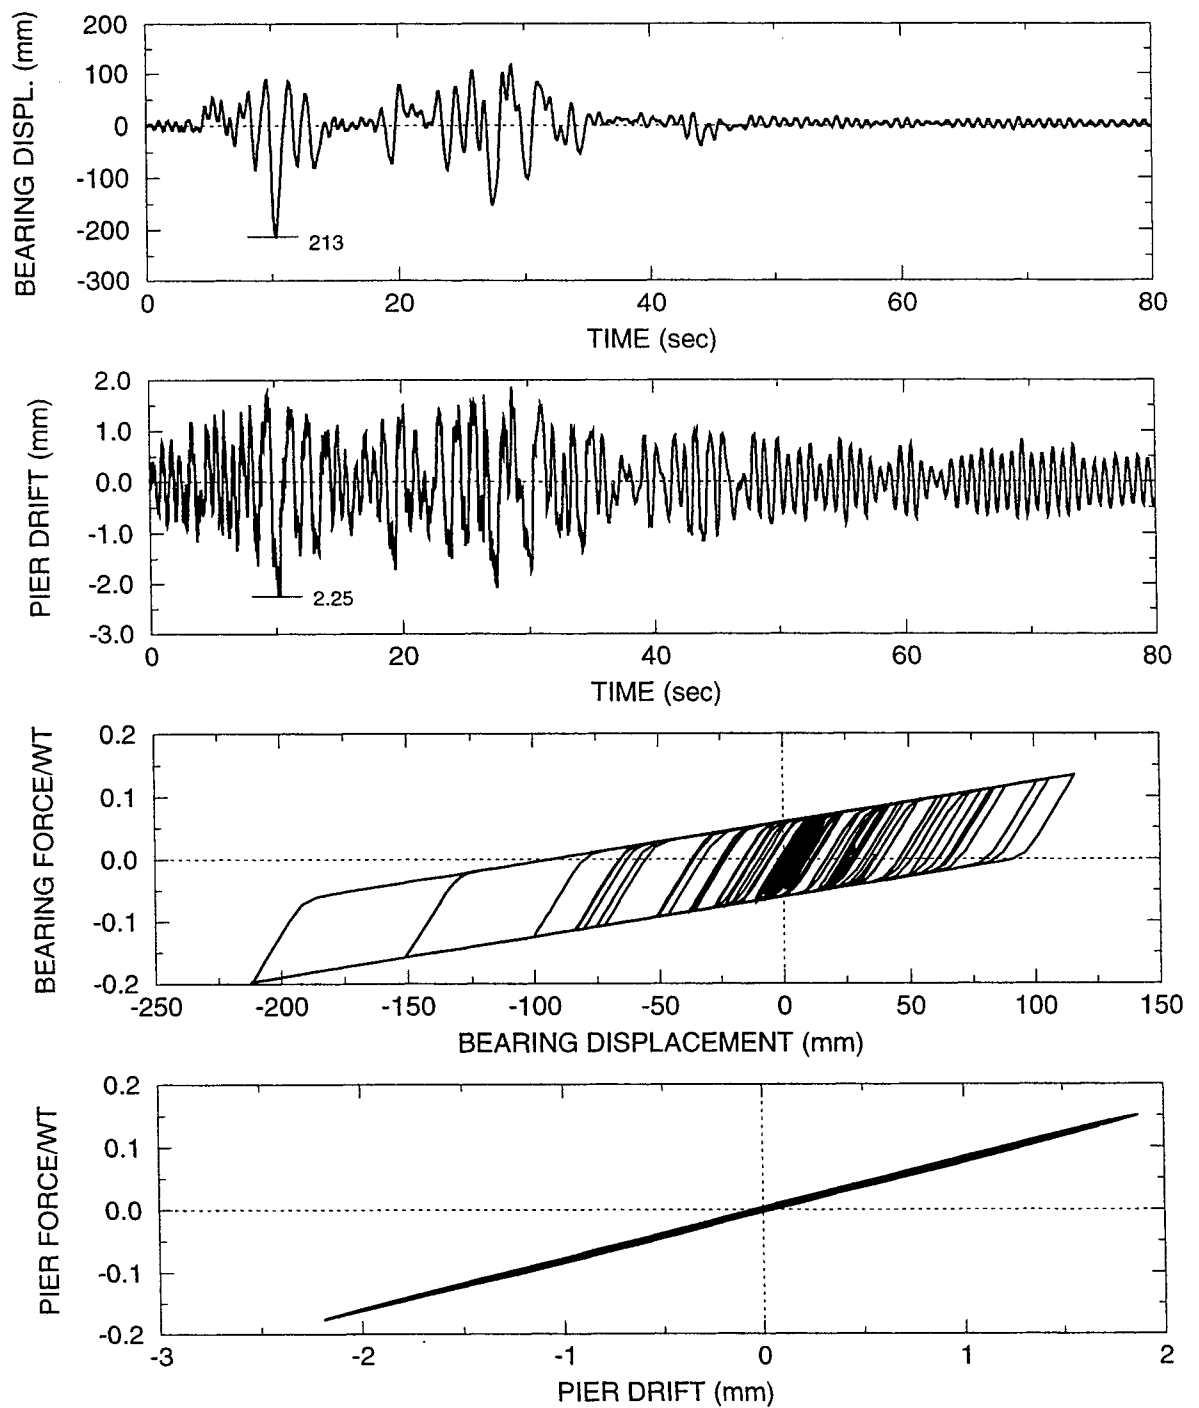 BEARING DISPL. (mm)
200
100
0
-100
-200
-300
213
0 20 40 60 80
TIME (sec)
PIER DRIFT (mm)
2.0
1.0
0.0
-1.0
-2.0
-3.0
2.25
0 20 40 60 80
TIME (sec)
BEARING FORCE/WT
0.2
0.1
0.0
-0.1
-0.2
-250 -200 -150 -100 -50 0 50 100 150
BEARING DISPLACEMENT (mm)
PIER FORCE/WT
0.2
0.1
0.0
-0.1
-0.2
-3 -2 -1 0 1 2
PIER DRIFT (mm)